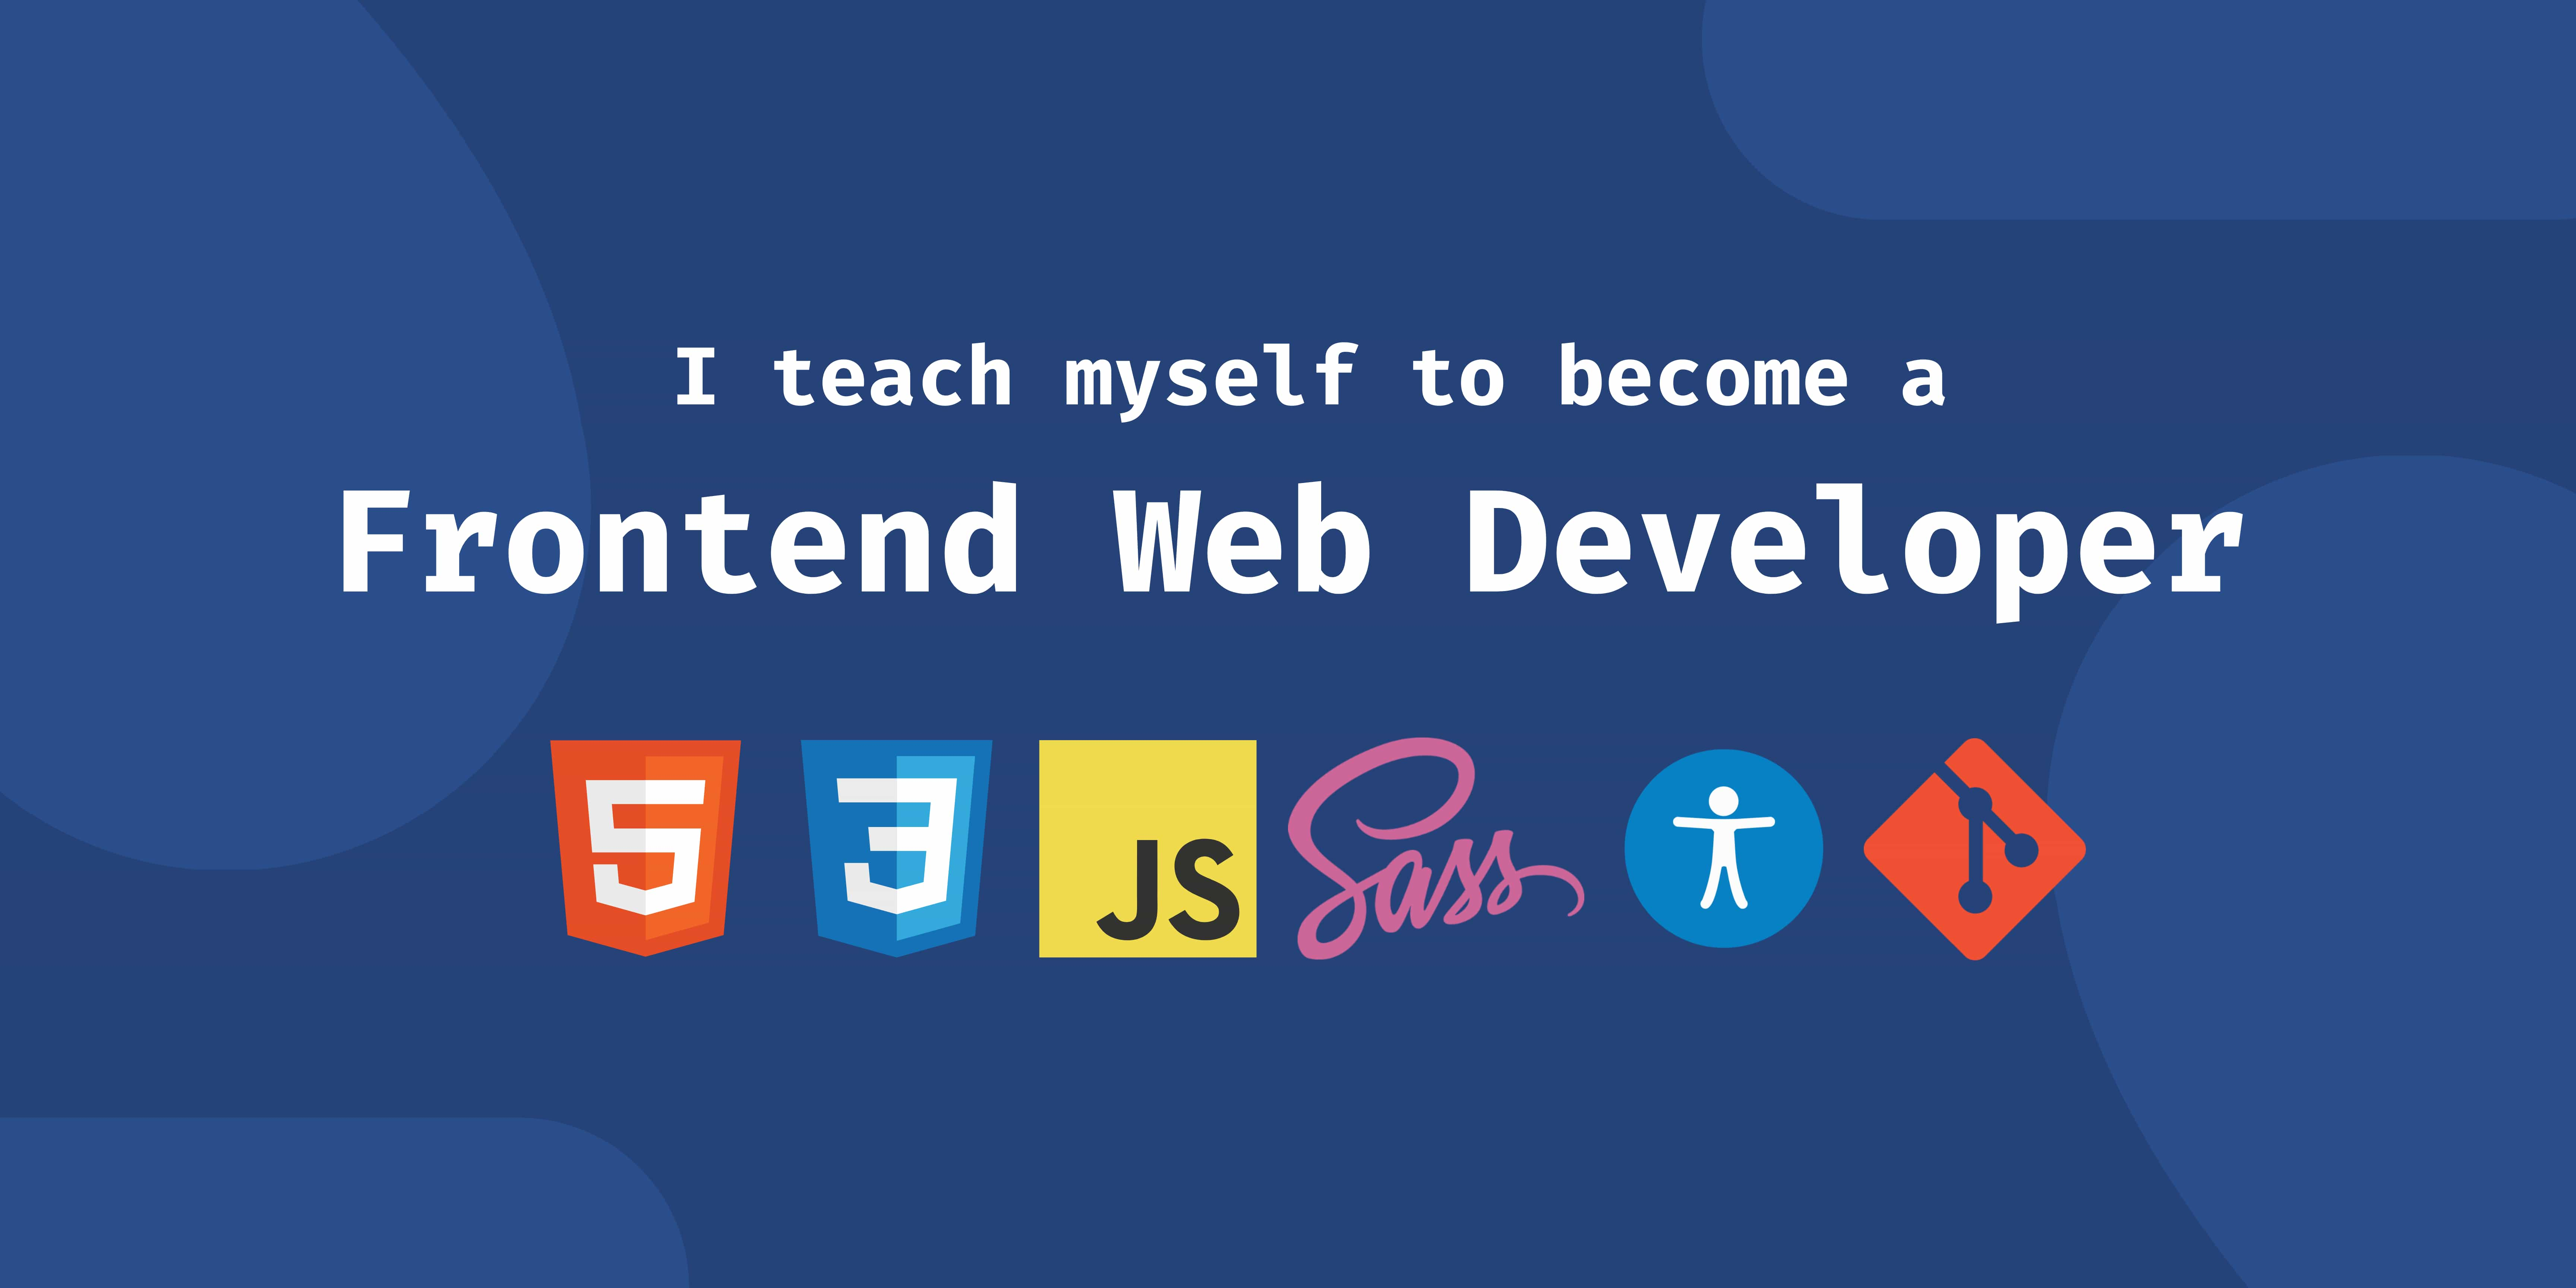 I teach myself to become a
Frontend Web Developer
5 3 JS Sass